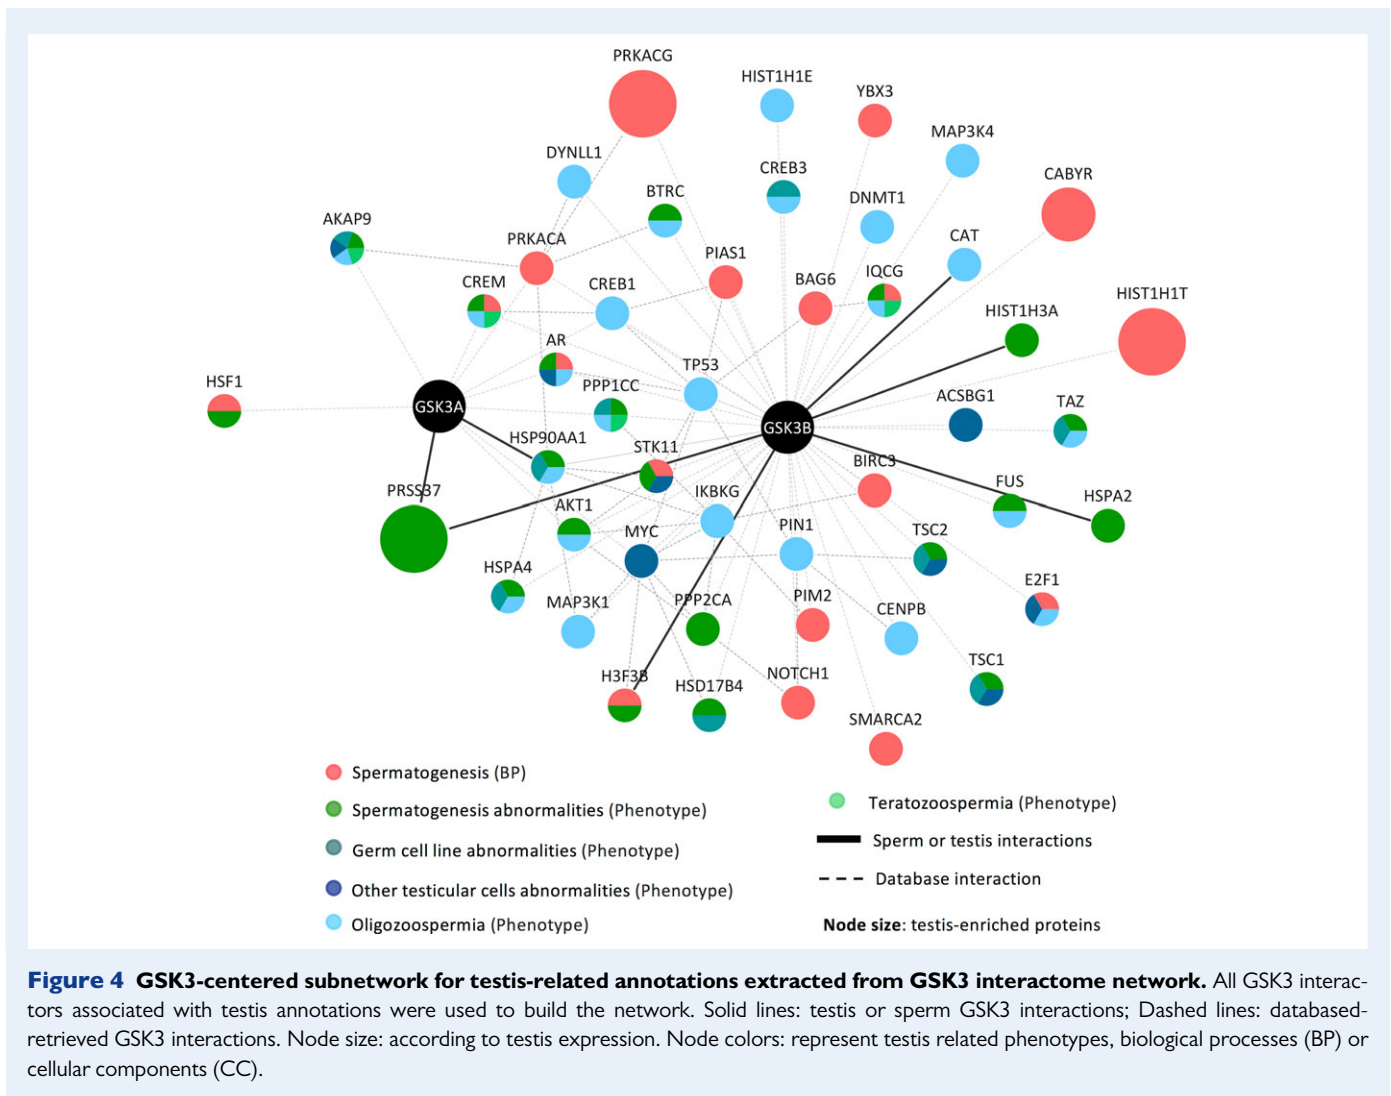 PRKACG
HIST1H1E
YBX3
MAP3K4
DYNLL1
CREB3
CABYR
BTRC
DNMT1
AKAP9
PRKACA
PIAS1
CAT
CREM
CREB1
BAG6
IQCG
HIST1H3A
HIST1H1T
AR
TP53
HSF1
PPP1CC
GSK3A
ACSBG1
TAZ
GSK3B
HSP90AA1
STK11
BIRC3
PRSS37
IKBKG
FUS
HSPA2
AKT1
MYC
PIN1
TSC2
HSPA4
E2F1
MAP3K1
PPP2CA
PIM2
CENPB
TSC1
H3F3B
HSD17B4
NOTCH1
SMARCA2
Spermatogenesis (BP)
Spermatogenesis abnormalities (Phenotype)
Germ cell line abnormalities (Phenotype)
Other testicular cells abnormalities (Phenotype)
Oligozoospermia (Phenotype)
Teratozoospermia (Phenotype)
Sperm or testis interactions
Database interaction
Node size: testis-enriched proteins
Figure 4 GSK3-centered subnetwork for testis-related annotations extracted from GSK3 interactome network. All GSK3 interac-
tors associated with testis annotations were used to build the network. Solid lines: testis or sperm GSK3 interactions; Dashed lines: databased-
retrieved GSK3 interactions. Node size: according to testis expression. Node colors: represent testis related phenotypes, biological processes (BP) or
cellular components (CC).